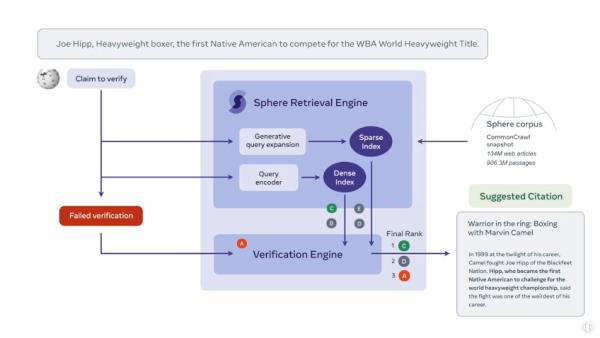 Joe Hipp, Heavyweight boxer, the first Native American to compete for the WBA World Heavyweight Title.
Claim to verify
Sphere Retrieval Engine
Generative
query expansion
Sparse
Index
Query
encoder
Dense
Index
Sphere corpus
CommonCrawl
snapshot
134M web articles
906.3M passages
Failed verification
C
E
B
D
A
Verification Engine
Final Rank
1 C
2 D
3 A
Suggested Citation
Warrior in the ring: Boxing
with Marvin Camel
In 1989 at the twilight of his career,
Camel fought Joe Hipp of the Blackfeet
Nation. Hipp, who became the first
Native American to challenge for the
world heavyweight championship, said
the fight was one of the weirdest of his
career.